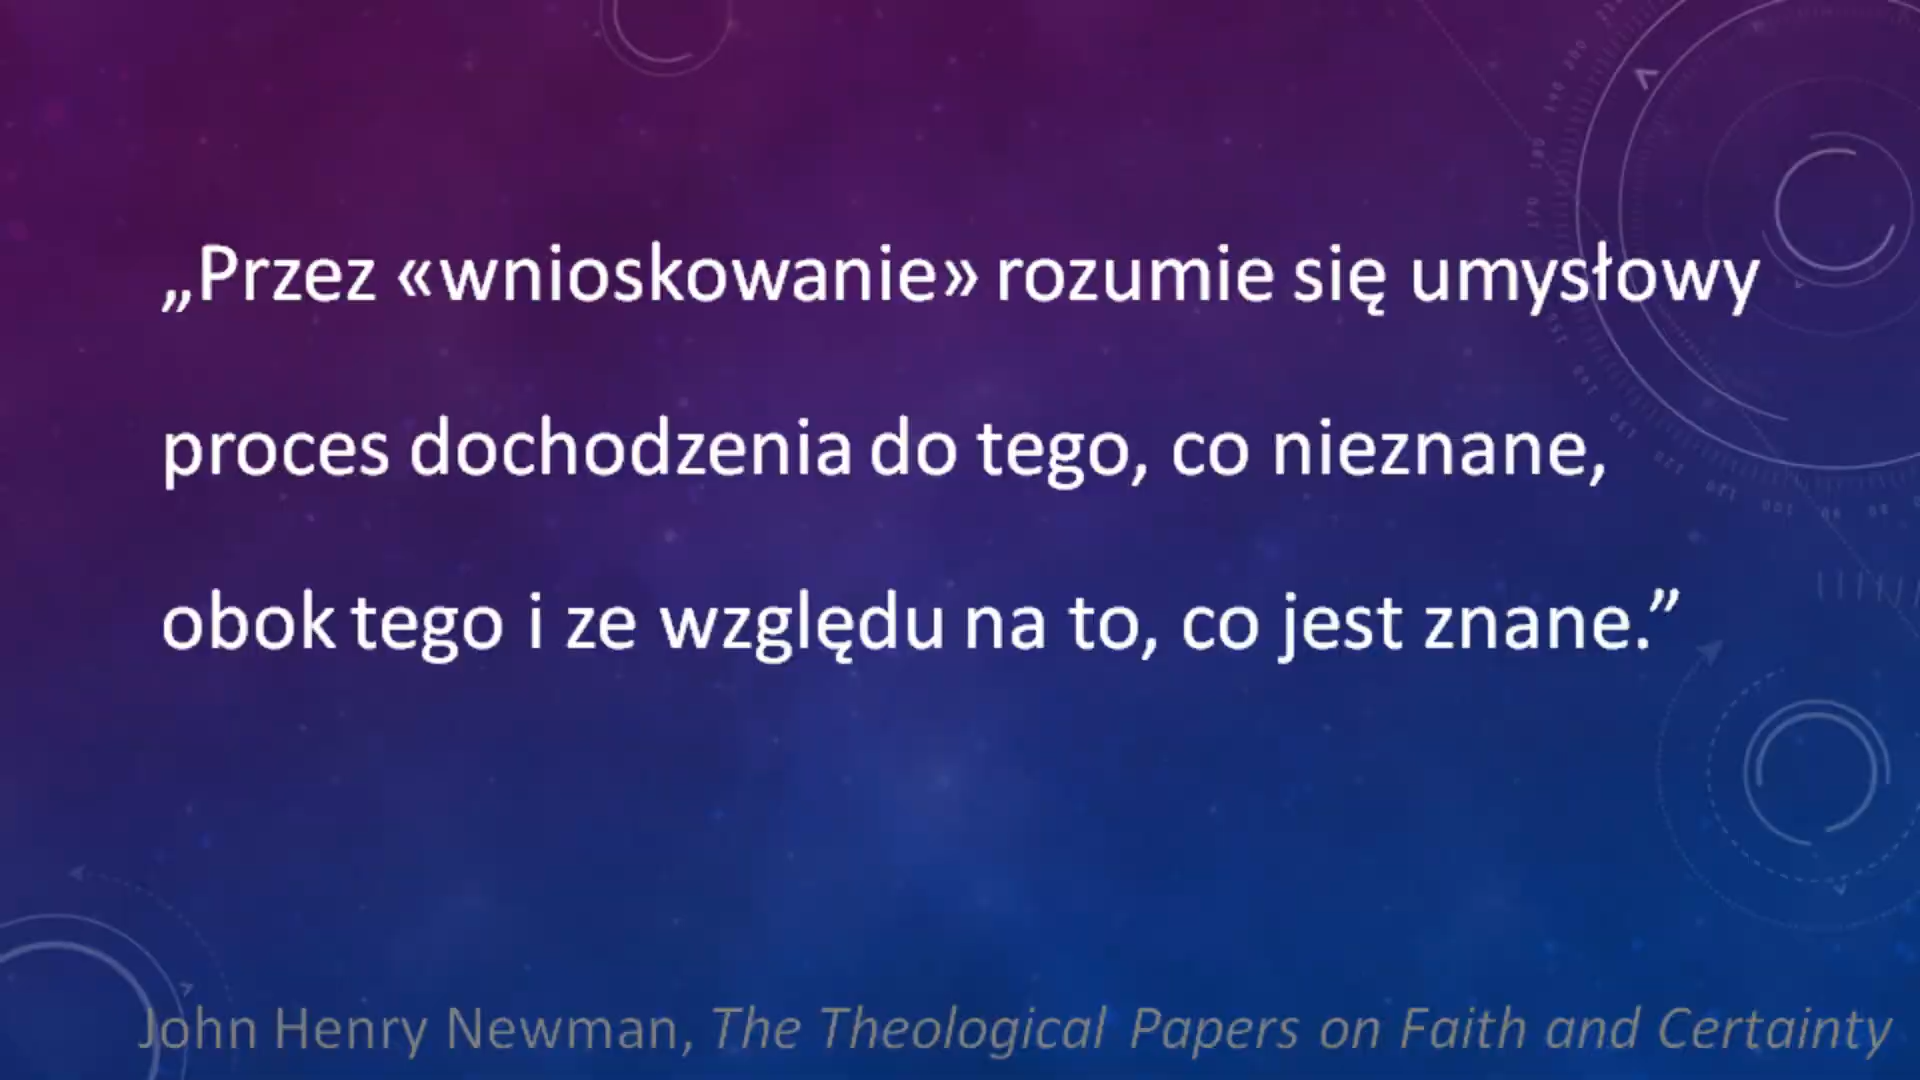 „Przez «wnioskowanie» rozumie się umysłowy
proces dochodzenia do tego, co nieznane,
obok tego i ze względu na to, co jest znane.”
John Henry Newman, The Theological Papers on Faith and Certainty